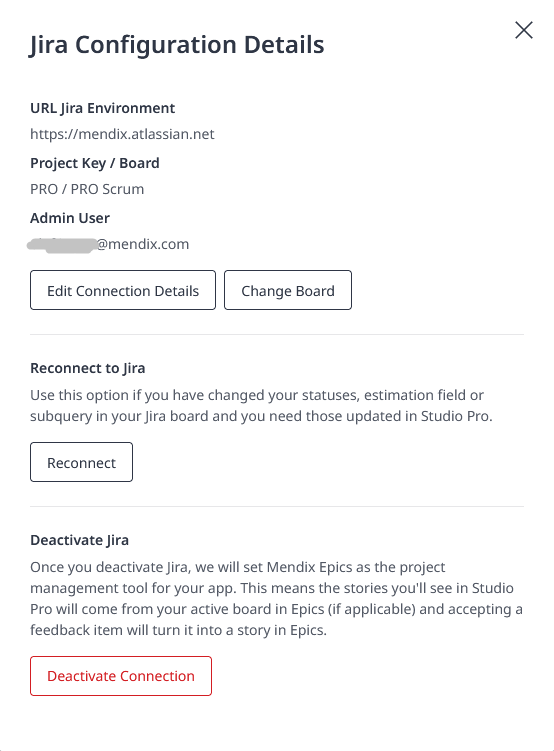 Jira Configuration Details
URL Jira Environment
https://mendix.atlassian.net
Project Key / Board
PRO / PRO Scrum
Admin User
@mendix.com
Edit Connection Details
Change Board
Reconnect to Jira
Use this option if you have changed your statuses, estimation field or
subquery in your Jira board and you need those updated in Studio Pro.
Reconnect
Deactivate Jira
Once you deactivate Jira, we will set Mendix Epics as the project
management tool for your app. This means the stories you'll see in Studio
Pro will come from your active board in Epics (if applicable) and accepting a
feedback item will turn it into a story in Epics.
Deactivate Connection